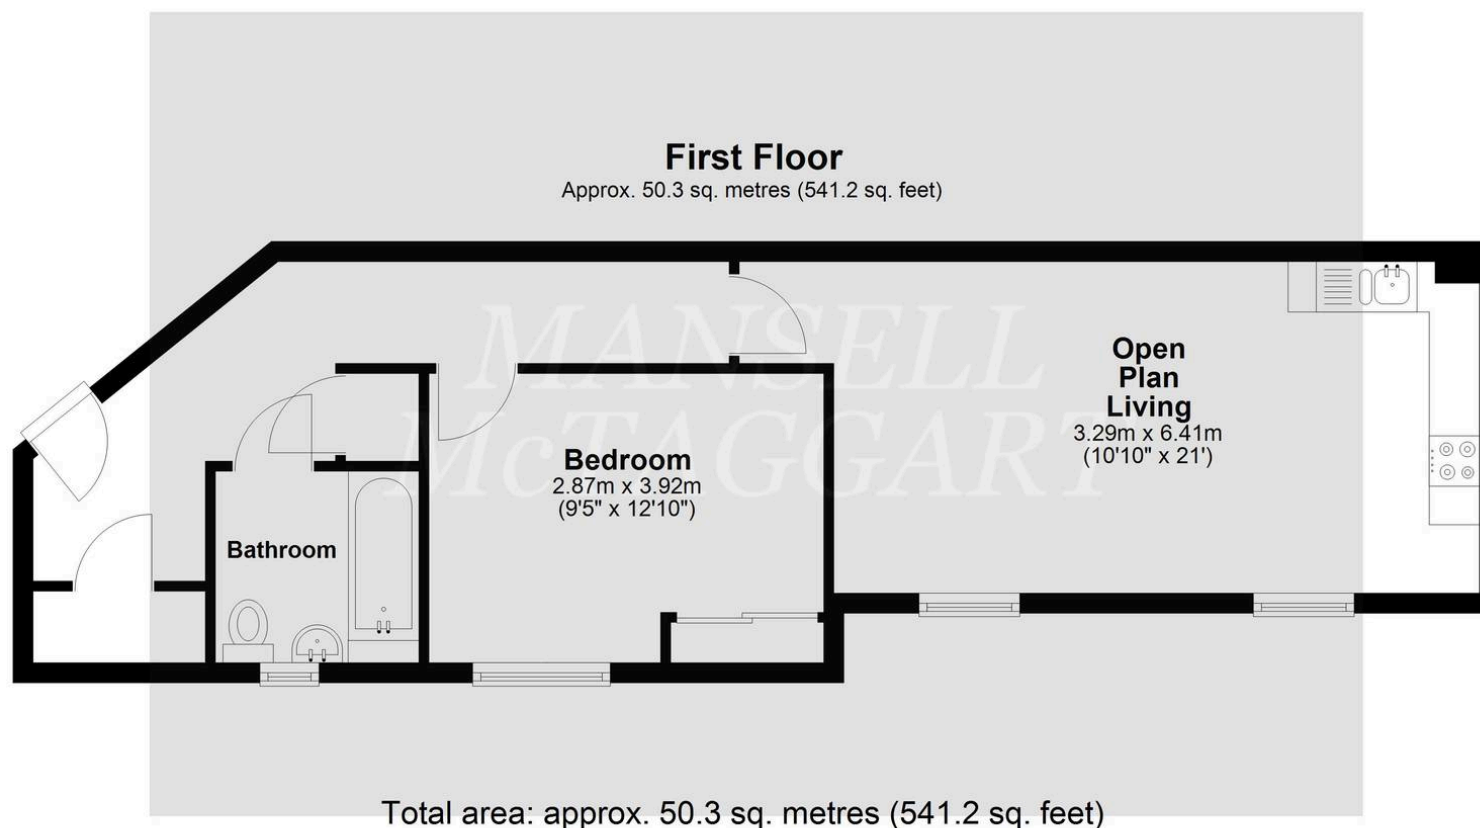 First Floor
Approx. 50.3 sq. metres (541.2 sq. feet)
MANSELL
McTAGGART
Open
Plan
Living
3.29m x 6.41m
(10'10" x 21')
Bedroom
2.87m x 3.92m
(9'5" x 12'10")
Bathroom
Total area: approx. 50.3 sq. metres (541.2 sq. feet)